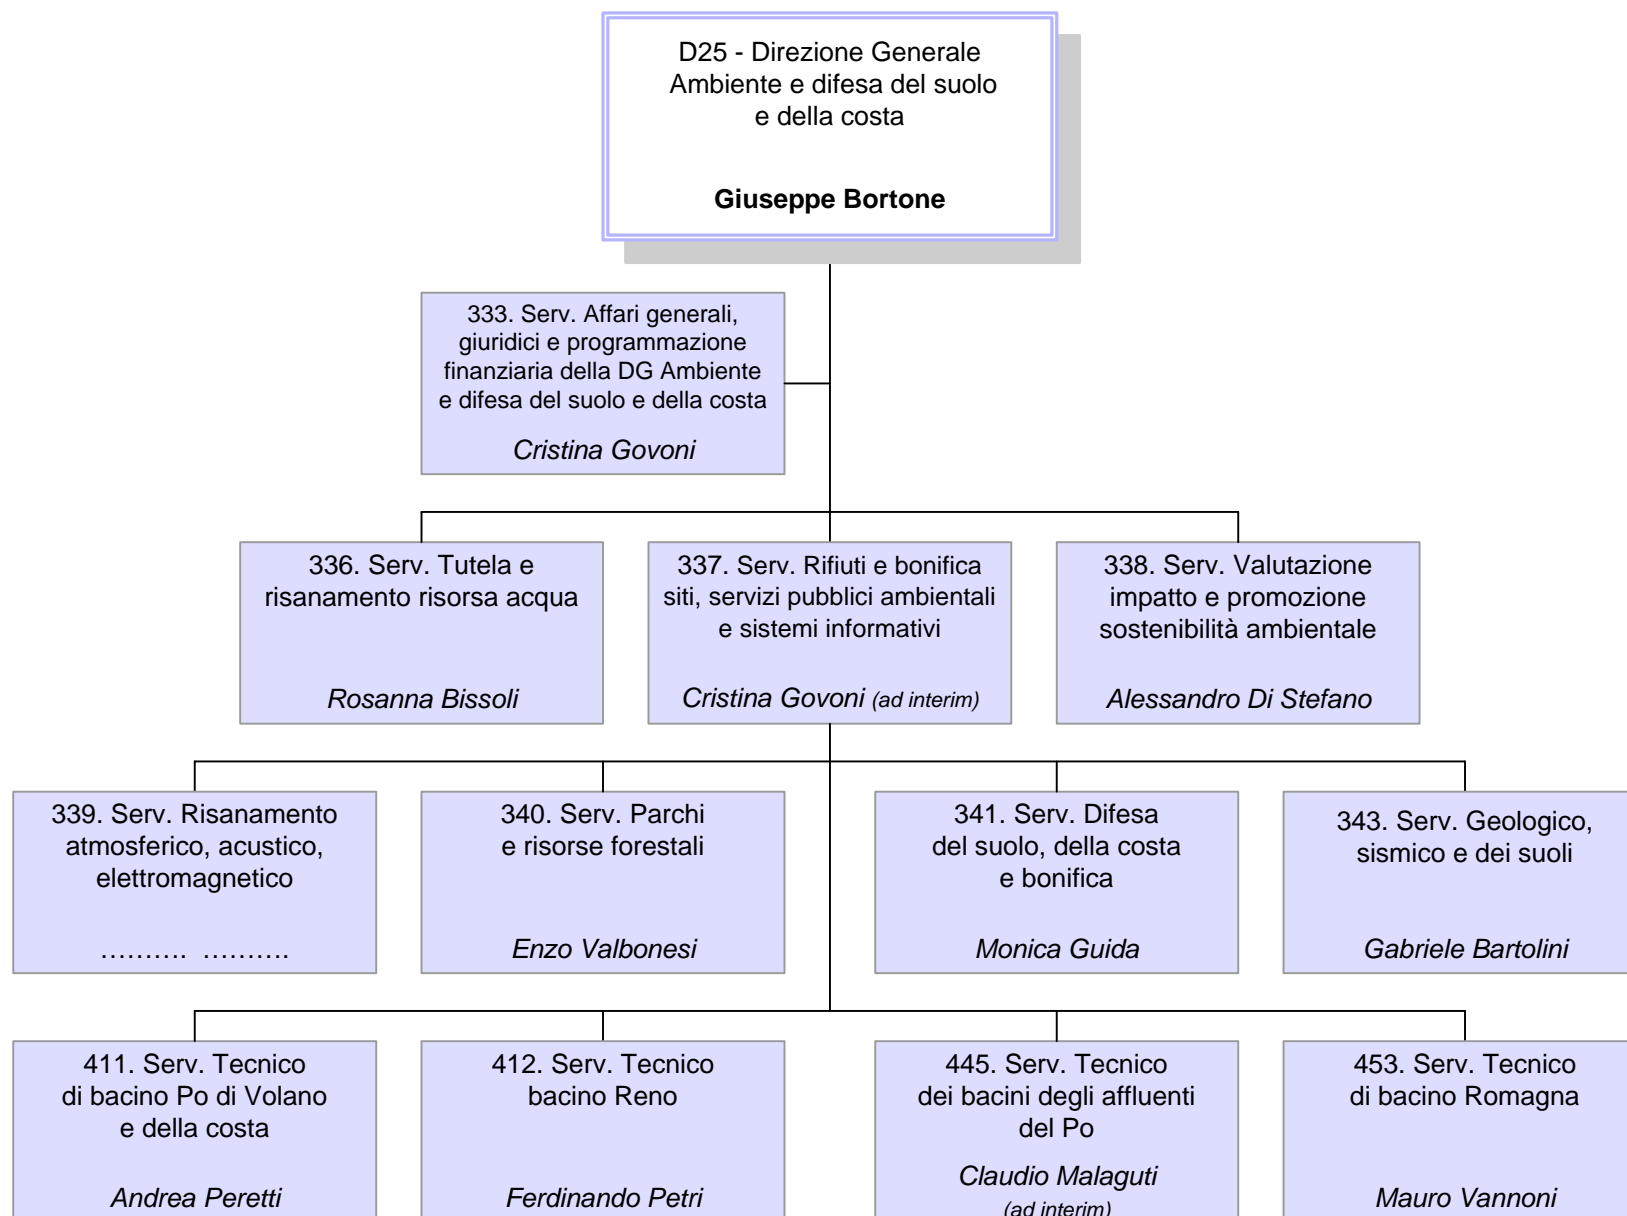 D25 - Direzione Generale
Ambiente e difesa del suolo
e della costa
Giuseppe Bortone
333. Serv. Affari generali,
giuridici e programmazione
finanziaria della DG Ambiente
e difesa del suolo e della costa
Cristina Govoni
336. Serv. Tutela e
risanamento risorsa acqua
Rosanna Bissoli
337. Serv. Rifiuti e bonifica
siti, servizi pubblici ambientali
e sistemi informativi
Cristina Govoni (ad interim)
338. Serv. Valutazione
impatto e promozione
sostenibilità ambientale
Alessandro Di Stefano
339. Serv. Risanamento
atmosferico, acustico,
elettromagnetico
………. ……….
340. Serv. Parchi
e risorse forestali
Enzo Valbonesi
341. Serv. Difesa
del suolo, della costa
e bonifica
Monica Guida
343. Serv. Geologico,
sismico e dei suoli
Gabriele Bartolini
411. Serv. Tecnico
di bacino Po di Volano
e della costa
Andrea Peretti
412. Serv. Tecnico
bacino Reno
Ferdinando Petri
445. Serv. Tecnico
dei bacini degli affluenti
del Po
Claudio Malaguti
(ad interim)
453. Serv. Tecnico
di bacino Romagna
Mauro Vannoni